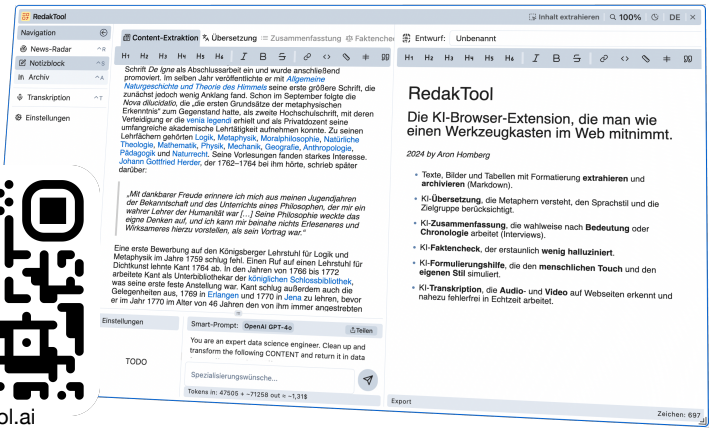 RedakTool
Inhalt extrahieren
100%
DE
Navigation
News-Radar
^R
Notizblock
^S
Archiv
^A
Transkription
^T
Einstellungen
Content-Extraktion
Übersetzung
Zusammenfassung
Faktenchec
H1 H2 H3 H4 H5 H6 I B S
Schrift De Igne als Abschlussarbeit ein und wurde anschließend
promoviert. Im selben Jahr veröffentlichte er mit Allgemeine
Naturgeschichte und Theorie des Himmels seine erste größere Schrift, die
zunächst jedoch wenig Anklang fand. Schon im September folgte die
Nova dilucidatio, die „die ersten Grundsätze der metaphysischen
Erkenntnis“ zum Gegenstand hatte, als zweite Hochschulschrift, mit deren
Verteidigung er die venia legendi erhielt und als Privatdozent seine
umfangreiche akademische Lehrtätigkeit aufnehmen konnte. Zu seinen
Lehrfächern gehörten Logik, Metaphysik, Moralphilosophie, Natürliche
Theologie, Mathematik, Physik, Mechanik, Geografie, Anthropologie,
Pädagogik und Naturrecht. Seine Vorlesungen fanden starkes Interesse.
Johann Gottfried Herder, der 1762–1764 bei ihm hörte, schrieb später
darüber:
„Mit dankbarer Freude erinnere ich mich aus meinen Jugendjahren
der Bekanntschaft und des Unterrichts eines Philosophen, der mir ein
wahrer Lehrer der Humanität war […] Seine Philosophie weckte das
eigne Denken auf, und ich kann mir beinahe nichts Erleseneres und
Wirksameres hierzu vorstellen, als sein Vortrag war.“
Eine erste Bewerbung auf den Königsberger Lehrstuhl für Logik und
Metaphysik im Jahre 1759 schlug fehl. Einen Ruf auf einen Lehrstuhl für
Dichtkunst lehnte Kant 1764 ab. In den Jahren von 1766 bis 1772
arbeitete Kant als Unterbibliothekar der königlichen Schlossbibliothek,
was seine erste feste Anstellung war. Kant schlug außerdem auch die
Gelegenheiten aus, 1769 in Erlangen und 1770 in Jena zu lehren, bevor
er im Jahr 1770 im Alter von 46 Jahren den von ihm immer angestrebten
Einstellungen
TODO
Smart-Prompt: OpenAI GPT-4o
Teilen
You are an expert data science engineer. Clean up and
transform the following CONTENT and return it in data
Spezialisierungswünsche...
Tokens in: 47505 + ~71258 out ≈ ~1,31$
Entwurf: Unbenannt
H1 H2 H3 H4 H5 H6 I B S
RedakTool
Die KI-Browser-Extension, die man wie
einen Werkzeugkasten im Web mitnimmt.
2024 by Aron Homberg
• Texte, Bilder und Tabellen mit Formatierung extrahieren und
archivieren (Markdown).
• KI-Übersetzung, die Metaphern versteht, den Sprachstil und die
Zielgruppe berücksichtigt.
• KI-Zusammenfassung, die wahlweise nach Bedeutung oder
Chronologie arbeitet (Interviews).
• KI-Faktencheck, der erstaunlich wenig halluziniert.
• KI-Formulierungshilfe, die den menschlichen Touch und den
eigenen Stil simuliert.
• KI-Transkription, die Audio- und Video auf Webseiten erkennt und
nahezu fehlerfrei in Echtzeit arbeitet.
Export
Zeichen: 697
ol.ai